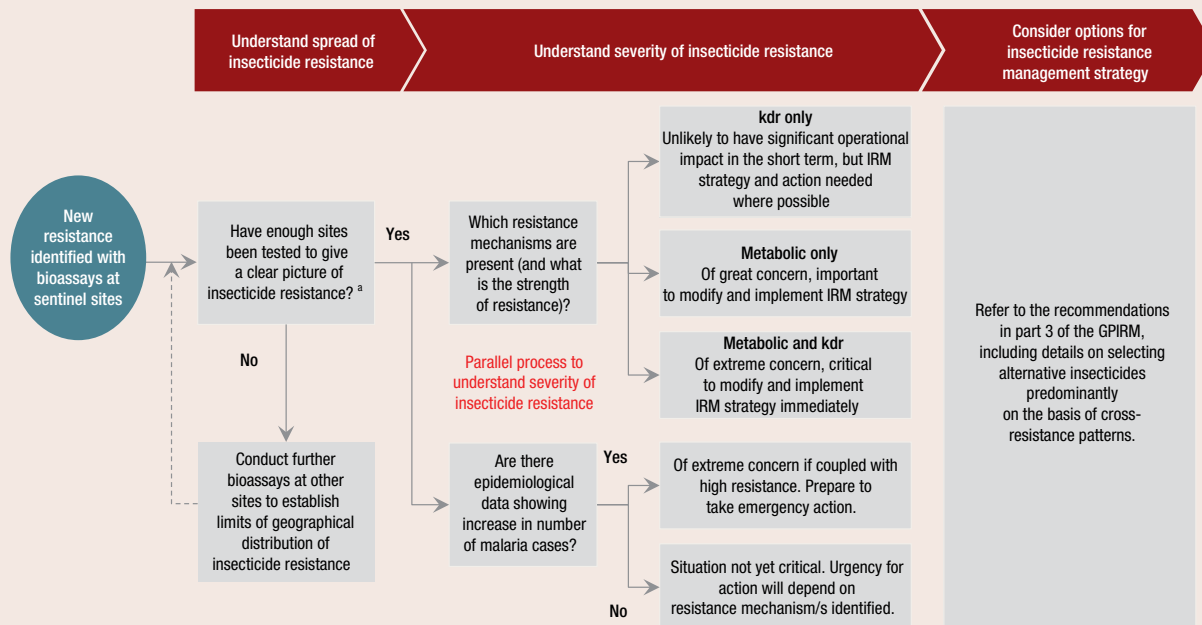 Understand spread of
insecticide resistance
Understand severity of insecticide resistance
Consider options for
insecticide resistance
management strategy
New
resistance
identified with
bioassays at
sentinel sites
Have enough sites
been tested to give
a clear picture of
insecticide resistance? a
Yes
No
Conduct further
bioassays at other
sites to establish
limits of geographical
distribution of
insecticide resistance
Which resistance
mechanisms are
present (and what
is the strength
of resistance)?
Parallel process to
understand severity of
insecticide resistance
Are there
epidemiological
data showing
increase in number
of malaria cases?
Yes
No
kdr only
Unlikely to have significant operational
impact in the short term, but IRM
strategy and action needed
where possible
Metabolic only
Of great concern, important
to modify and implement IRM strategy
Metabolic and kdr
Of extreme concern, critical
to modify and implement
IRM strategy immediately
Of extreme concern if coupled with
high resistance. Prepare to
take emergency action.
Situation not yet critical. Urgency for
action will depend on
resistance mechanism/s identified.
Refer to the recommendations
in part 3 of the GPIRM,
including details on selecting
alternative insecticides
predominantly
on the basis of cross-
resistance patterns.